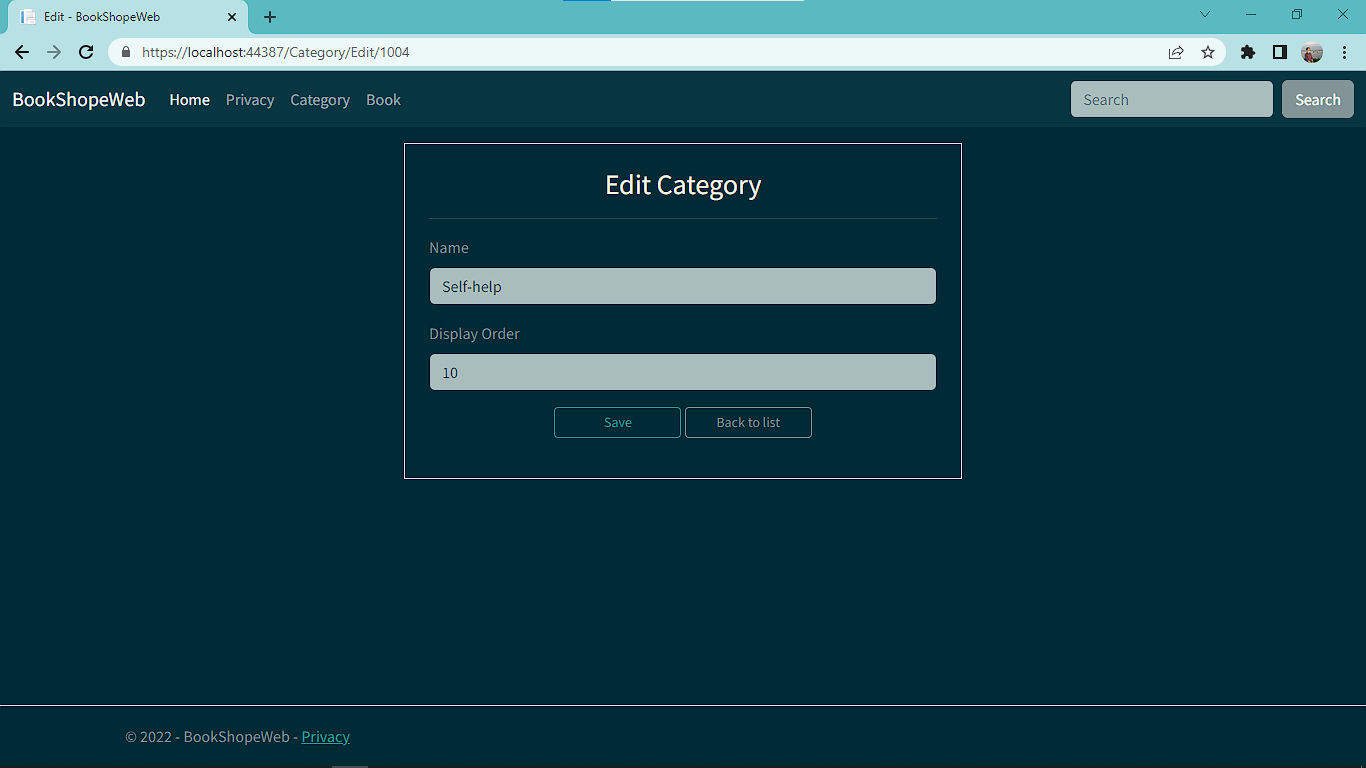 Edit - BookShopeWeb
https://localhost:44387/Category/Edit/1004
BookShopeWeb Home Privacy Category Book Search Search
Edit Category
Name
Self-help
Display Order
10
Save Back to list
© 2022 - BookShopeWeb - Privacy